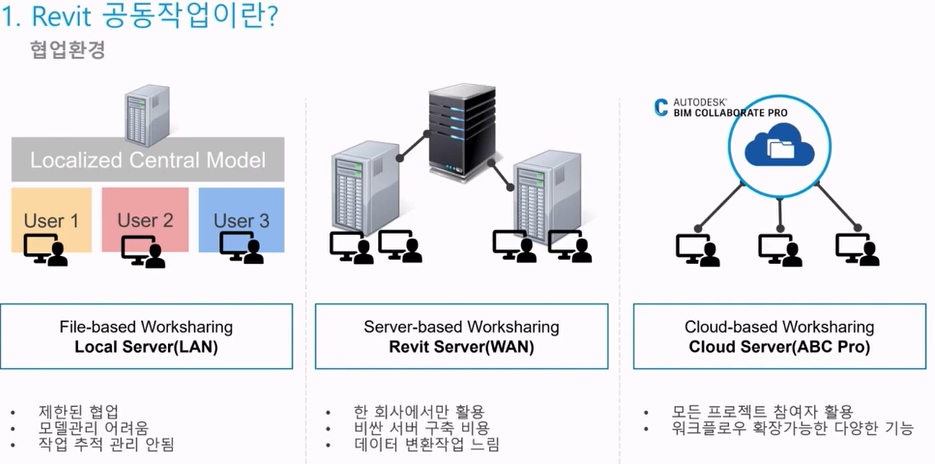 1. Revit 공동작업이란?
협업환경
Localized Central Model
User 1
User 2
User 3
File-based Worksharing
Local Server(LAN)
• 제한된 협업
• 모델관리 어려움
• 작업 추적 관리 안됨
Server-based Worksharing
Revit Server(WAN)
• 한 회사에서만 활용
• 비싼 서버 구축 비용
• 데이터 변환작업 느림
C AUTODESK'
BIM COLLABORATE PRO
Cloud-based Worksharing
Cloud Server(ABC Pro)
• 모든 프로젝트 참여자 활용
• 워크플로우 확장가능한 다양한 기능